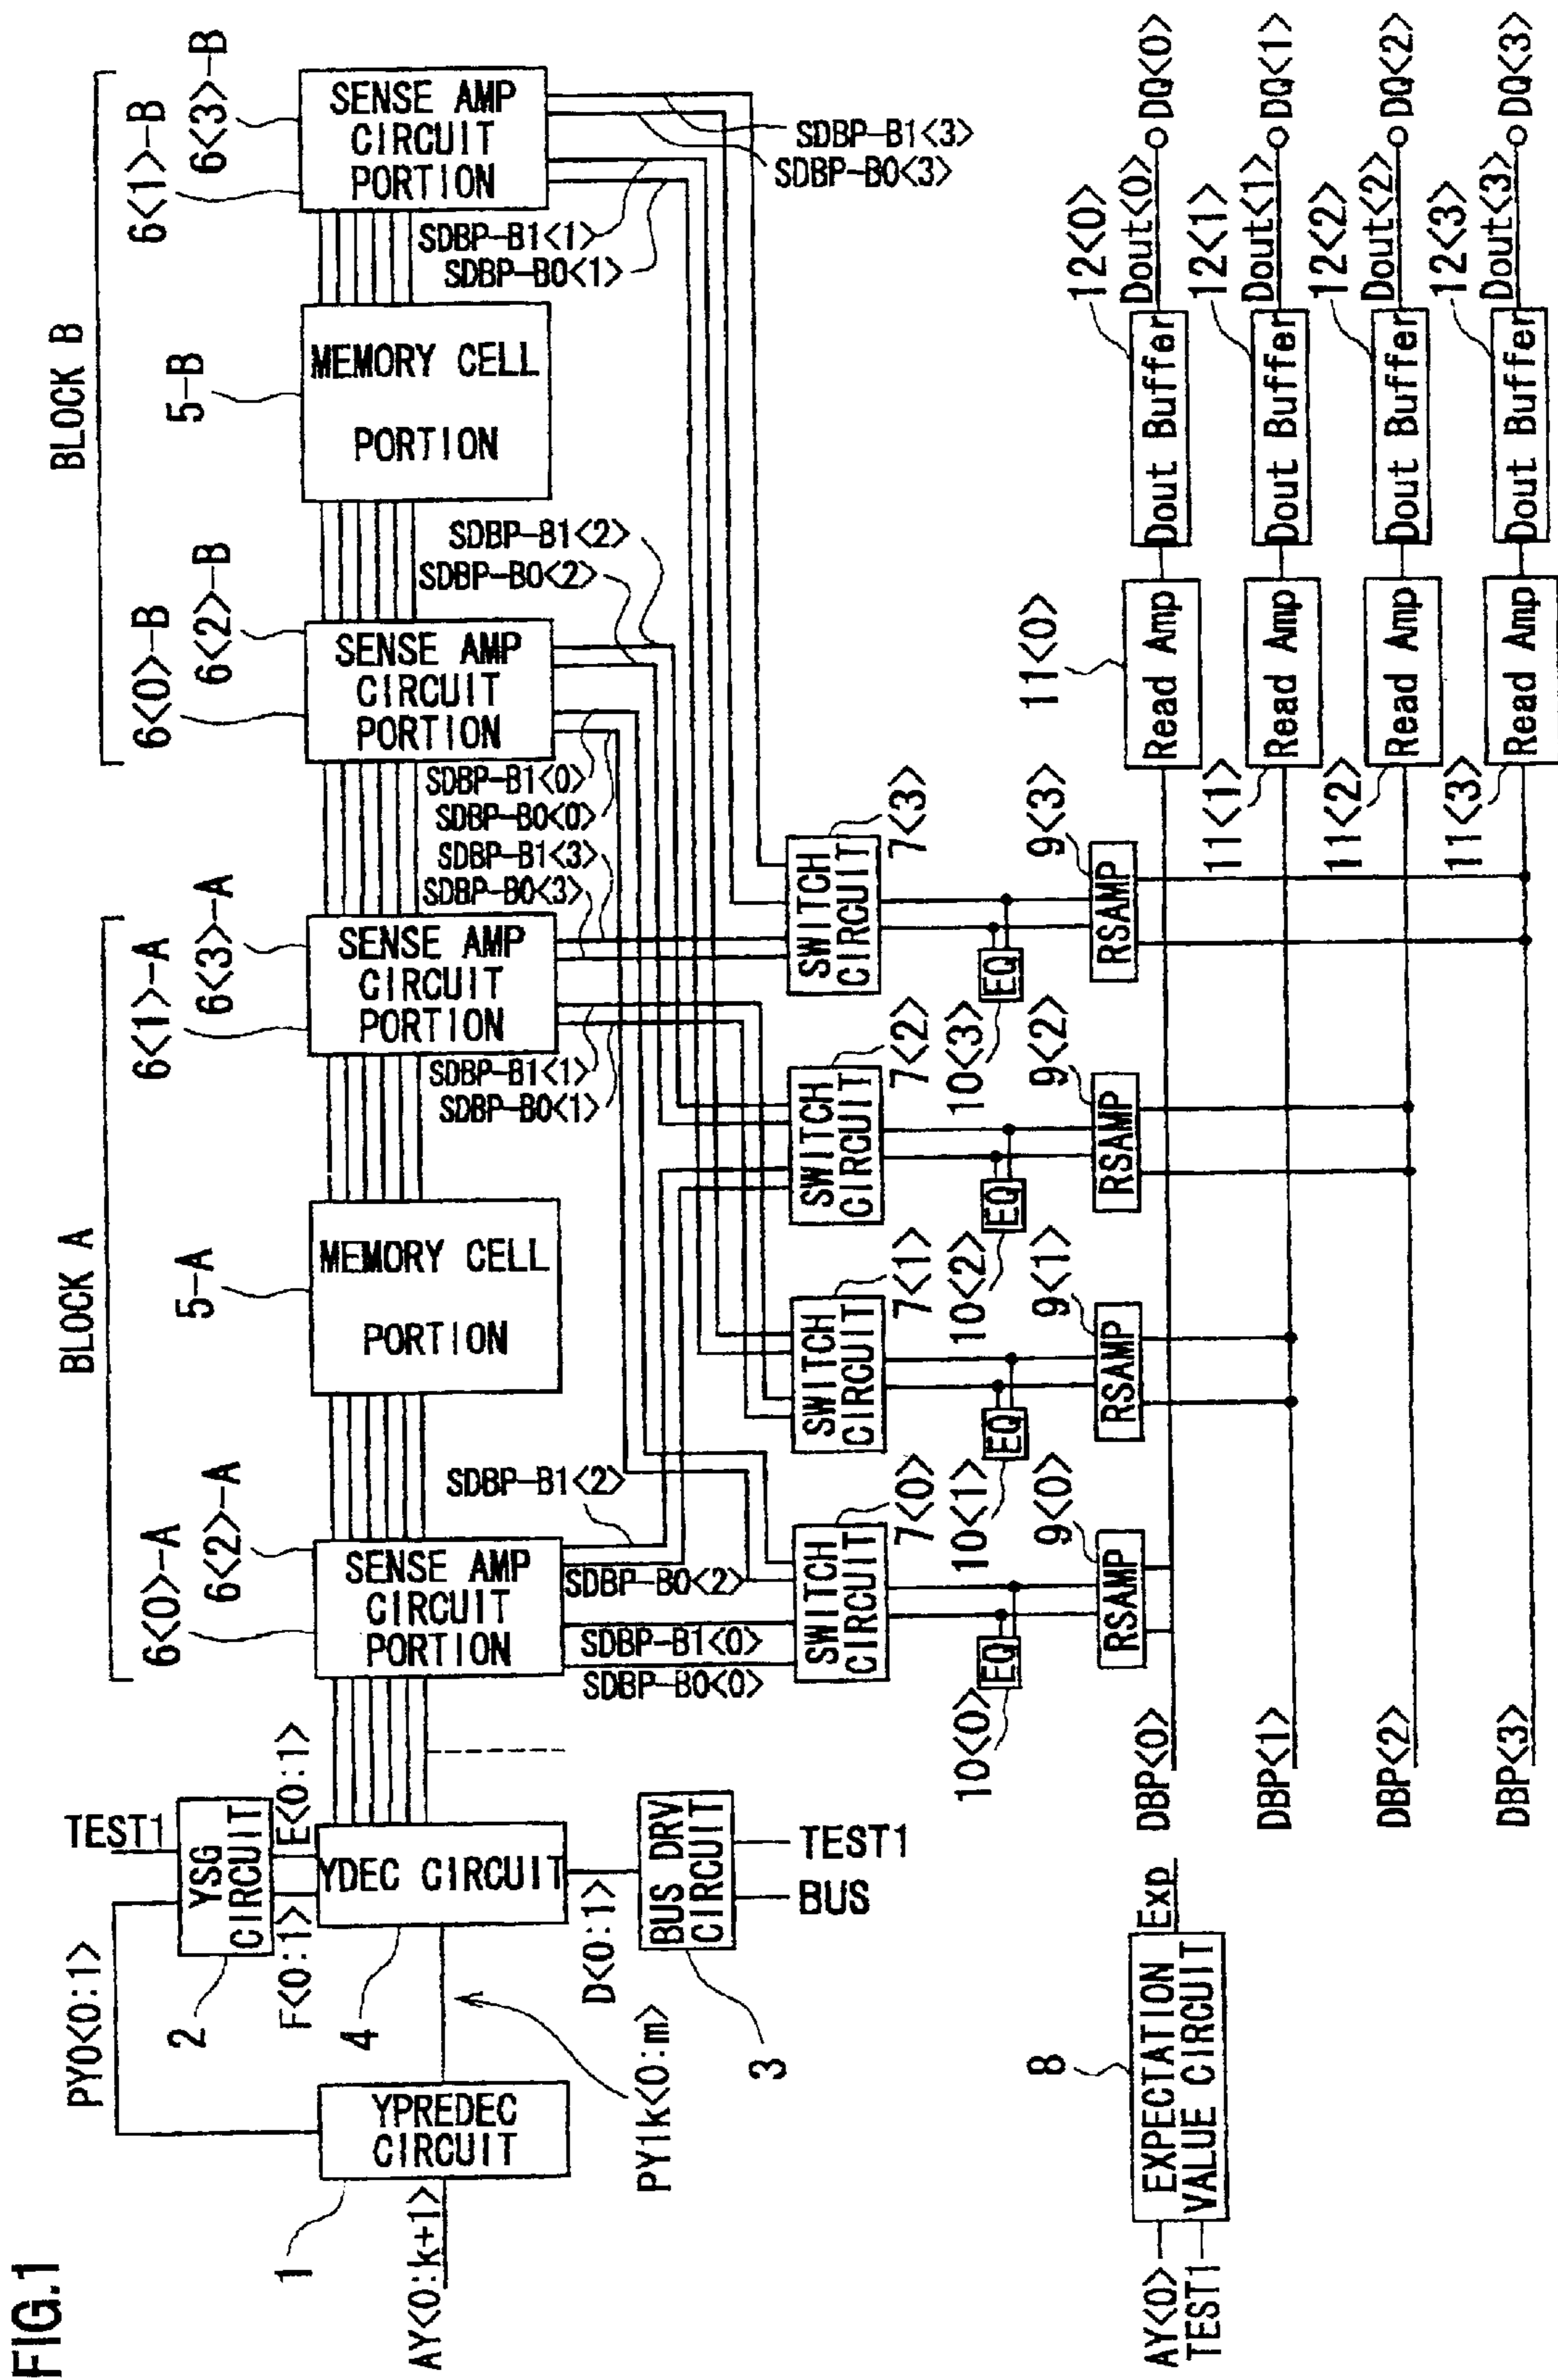 FIG.1
BLOCK A
BLOCK B
6<0>-A
6<2>-A
5-A
6<1>-A
6<3>-A
6<0>-B
6<2>-B
5-B
6<1>-B
6<3>-B
PY0<0:1>
TEST1
YSG
CIRCUIT
2
F<0:1>
E<0:1>
1
AY<0:k+1>
YPREDEC
CIRCUIT
PY1k<0:m>
4
YDEC CIRCUIT
D<0:1>
BUS DRV
CIRCUIT
3
BUS
TEST1
SENSE AMP
CIRCUIT
PORTION
MEMORY CELL
PORTION
SENSE AMP
CIRCUIT
PORTION
SENSE AMP
CIRCUIT
PORTION
MEMORY CELL
PORTION
SENSE AMP
CIRCUIT
PORTION
SDBP-B1<2>
SDBP-B0<2>
SDBP-B1<0>
SDBP-B0<0>
SDBP-B1<1>
SDBP-B0<1>
SDBP-B1<3>
SDBP-B0<3>
SDBP-B1<0>
SDBP-B0<0>
SDBP-B1<2>
SDBP-B0<2>
SDBP-B1<1>
SDBP-B0<1>
SDBP-B1<3>
SDBP-B0<3>
SWITCH
CIRCUIT
7<0>
SWITCH
CIRCUIT
7<1>
SWITCH
CIRCUIT
7<2>
SWITCH
CIRCUIT
7<3>
10<0>
EQ
10<1>
EQ
10<2>
EQ
10<3>
EQ
9<0>
RSAMP
9<1>
RSAMP
9<2>
RSAMP
9<3>
RSAMP
8
AY<0>
TEST1
EXPECTATION
VALUE CIRCUIT
Exp
DBP<0>
11<0>
Read Amp
Dout Buffer
12<0>
Dout<0>
DQ<0>
DBP<1>
11<1>
Read Amp
Dout Buffer
12<1>
Dout<1>
DQ<1>
DBP<2>
11<2>
Read Amp
Dout Buffer
12<2>
Dout<2>
DQ<2>
DBP<3>
11<3>
Read Amp
Dout Buffer
12<3>
Dout<3>
DQ<3>